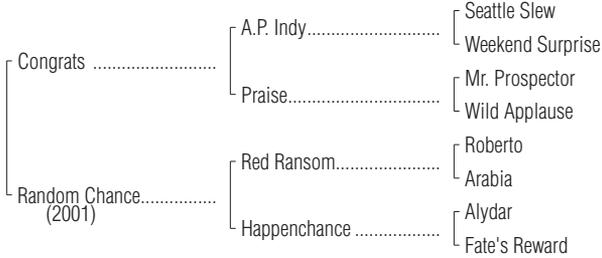 Seattle Slew
A.P. Indy..............................
Weekend Surprise
Congrats ............................
Mr. Prospector
Praise...................................
Wild Applause
Roberto
Red Ransom........................
Arabia
Random Chance.................
(2001)
Alydar
Happenchance ...................
Fate's Reward